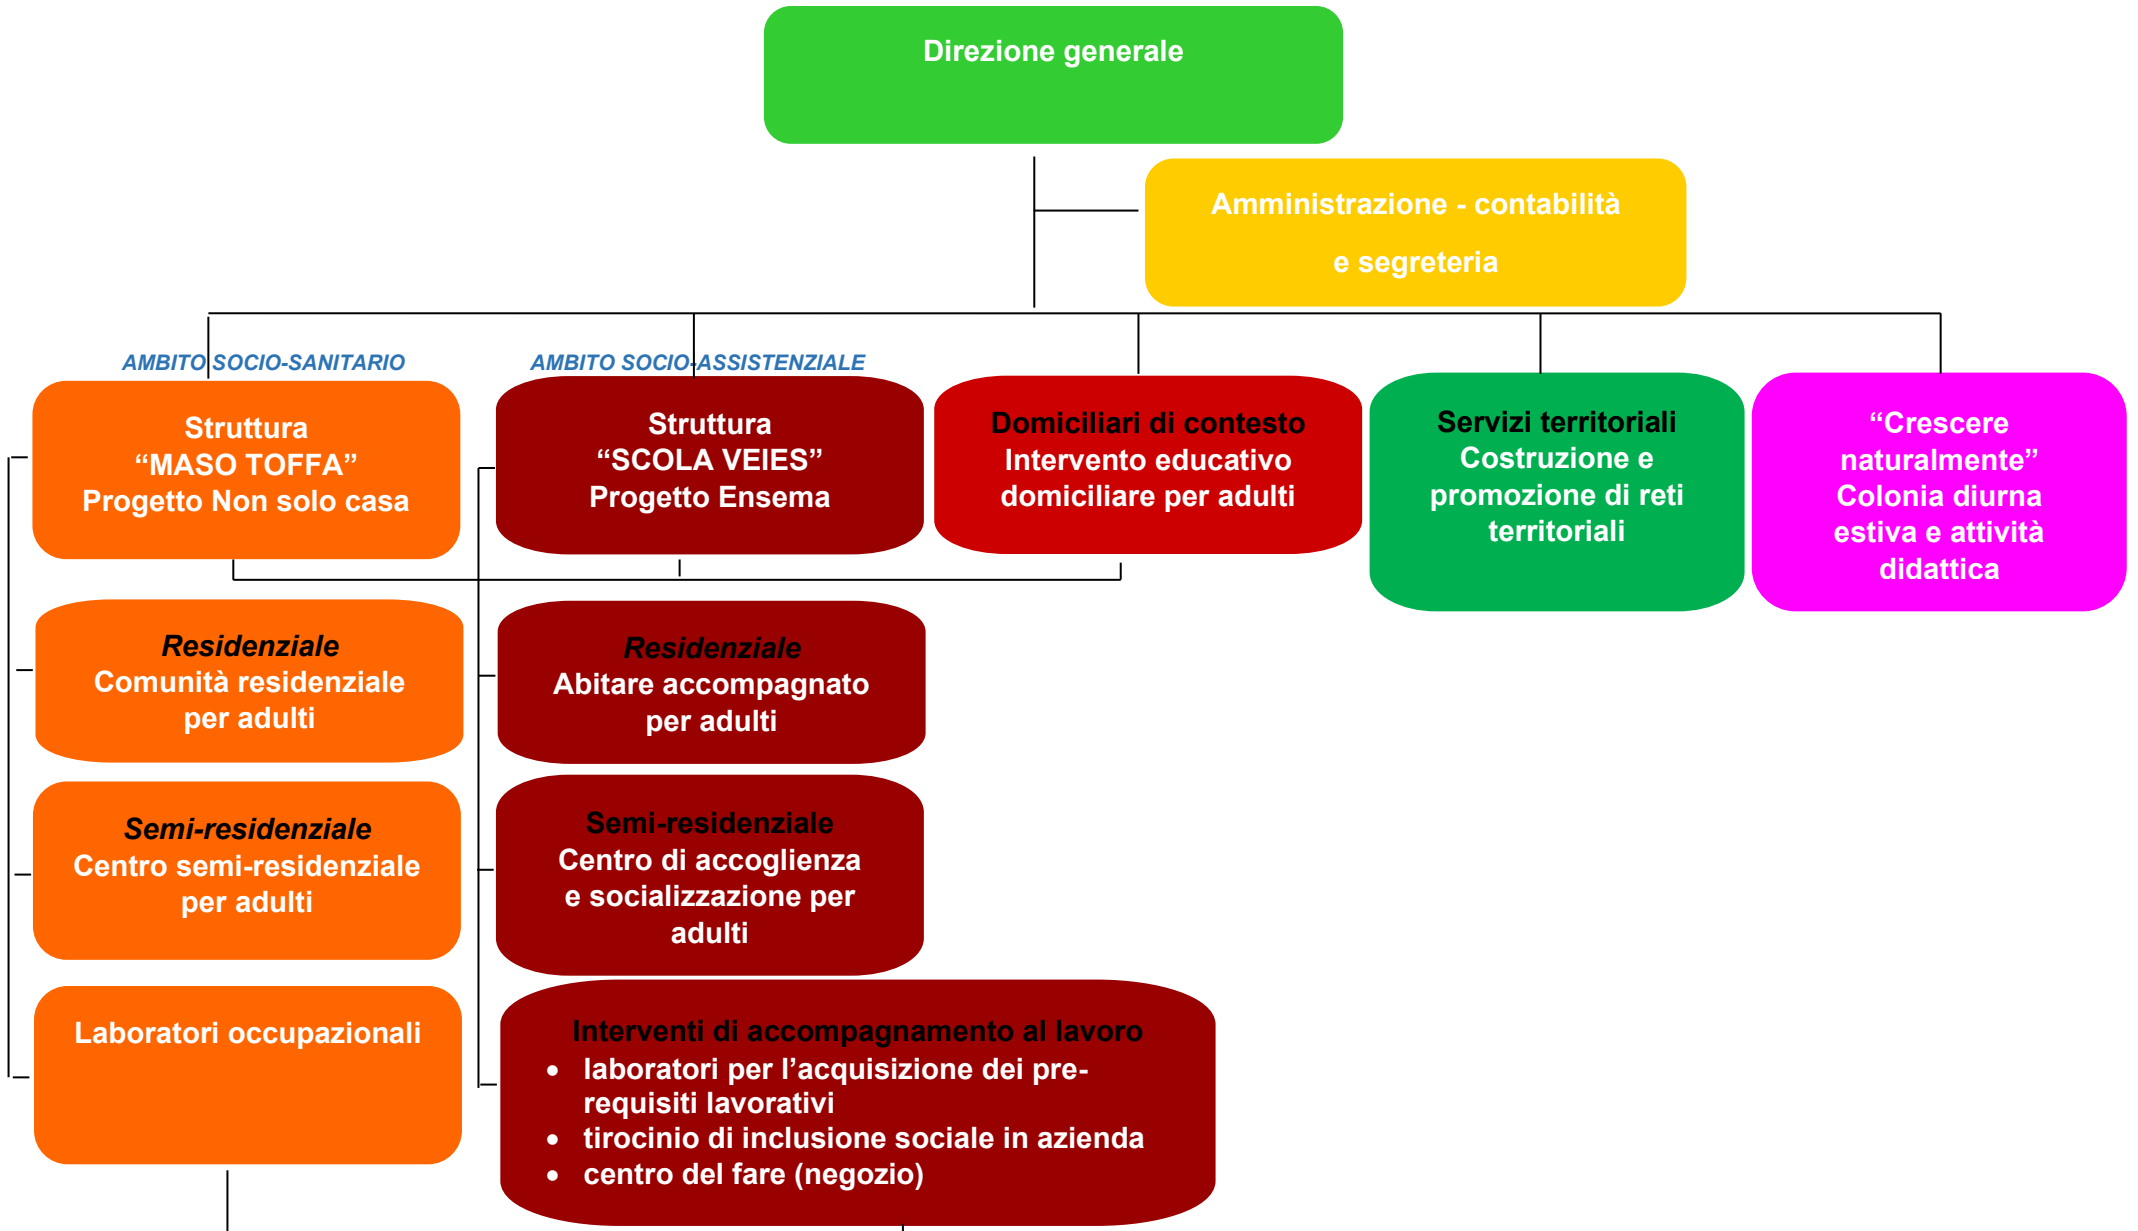 Direzione generale
Amministrazione - contabilità
e segreteria
AMBITO SOCIO-SANITARIO
AMBITO SOCIO-ASSISTENZIALE
Struttura
“MASO TOFFA”
Progetto Non solo casa
Struttura
“SCOLA VEIES”
Progetto Ensema
Domiciliari di contesto
Intervento educativo
domiciliare per adulti
Servizi territoriali
Costruzione e
promozione di reti
territoriali
“Crescere
naturalmente”
Colonia diurna
estiva e attività
didattica
Residenziale
Comunità residenziale
per adulti
Residenziale
Abitare accompagnato
per adulti
Semi-residenziale
Centro semi-residenziale
per adulti
Semi-residenziale
Centro di accoglienza
e socializzazione per
adulti
Laboratori occupazionali
Interventi di accompagnamento al lavoro
• laboratori per l’acquisizione dei pre-
requisiti lavorativi
• tirocinio di inclusione sociale in azienda
• centro del fare (negozio)